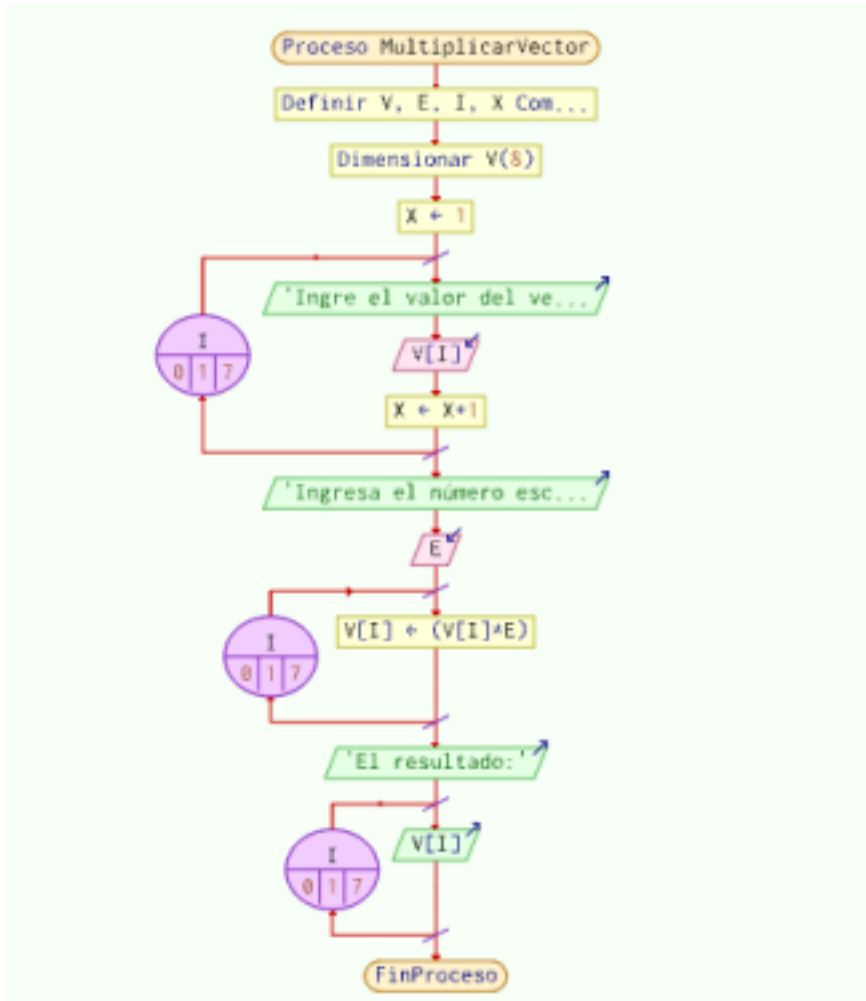 Proceso MultiplicarVector
Definir V, E, I, X Com...
Dimensionar V(8)
X ← 1
'Ingre el valor del ve...
I
0 1 7
V[I]
X ← X+1
'Ingresa el número esc...
E
V[I] ← (V[I]*E)
I
0 1 7
'El resultado:'
V[I]
I
0 1 7
FinProceso